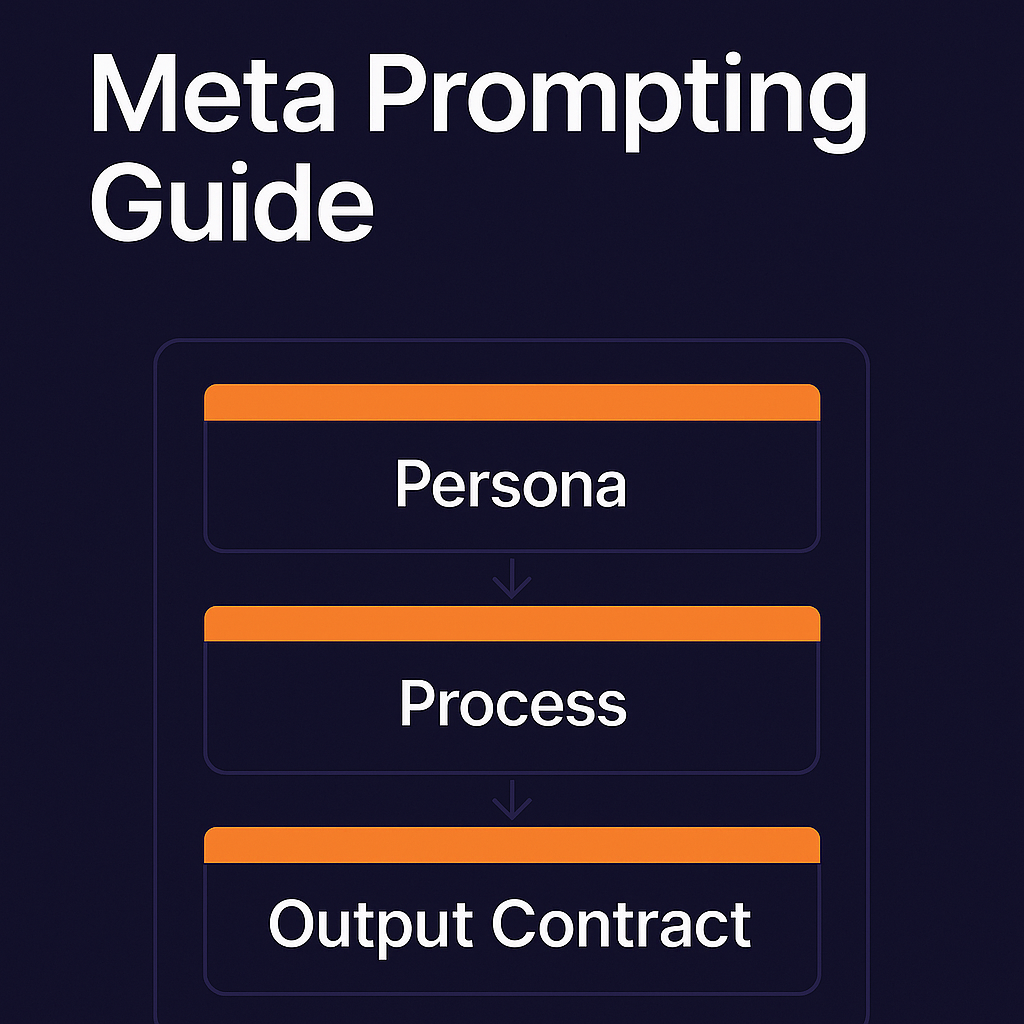 Meta Prompting
Guide
Persona
Process
Output Contract